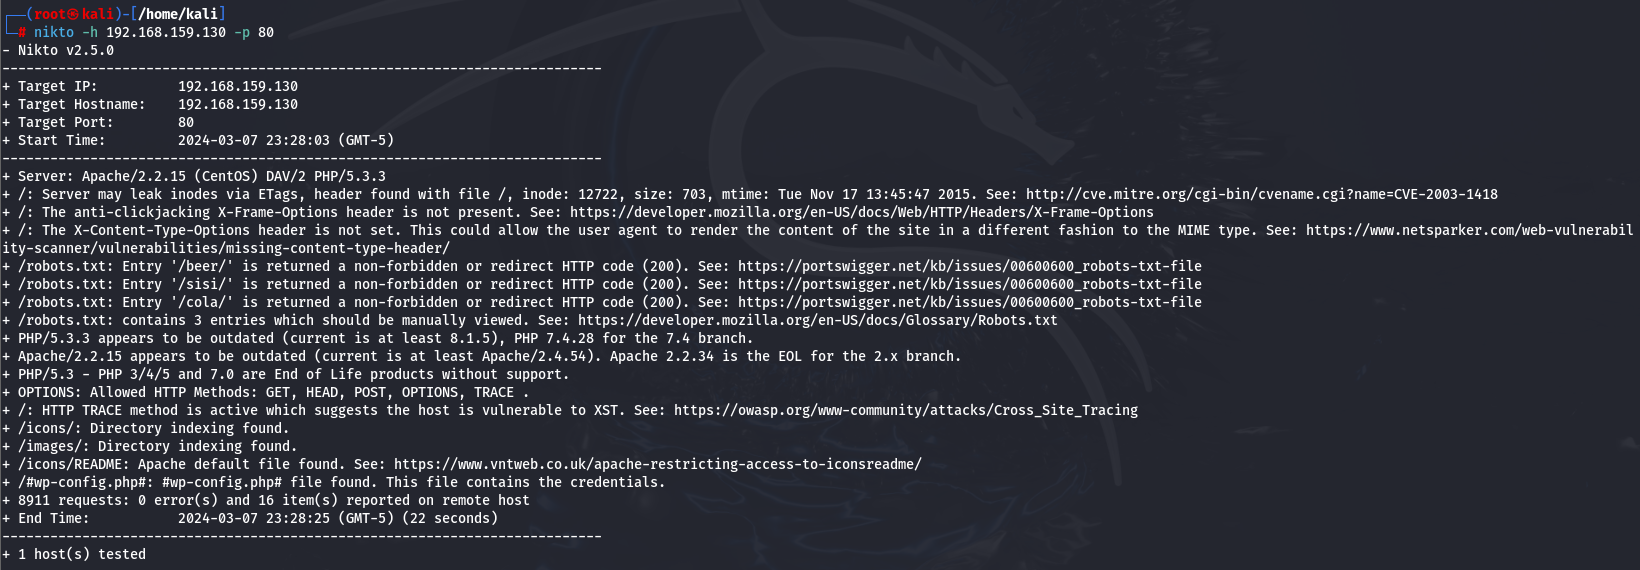 ┌──(root㉿kali)-[/home/kali]
└─# nikto -h 192.168.159.130 -p 80
- Nikto v2.5.0
---------------------------------------------------------------------------
+ Target IP:          192.168.159.130
+ Target Hostname:    192.168.159.130
+ Target Port:        80
+ Start Time:         2024-03-07 23:28:03 (GMT-5)
---------------------------------------------------------------------------
+ Server: Apache/2.2.15 (CentOS) DAV/2 PHP/5.3.3
+ /: Server may leak inodes via ETags, header found with file /, inode: 12722, size: 703, mtime: Tue Nov 17 13:45:47 2015. See: http://cve.mitre.org/cgi-bin/cvename.cgi?name=CVE-2003-1418
+ /: The anti-clickjacking X-Frame-Options header is not present. See: https://developer.mozilla.org/en-US/docs/Web/HTTP/Headers/X-Frame-Options
+ /: The X-Content-Type-Options header is not set. This could allow the user agent to render the content of the site in a different fashion to the MIME type. See: https://www.netsparker.com/web-vulnerabil
ity-scanner/vulnerabilities/missing-content-type-header/
+ /robots.txt: Entry '/beer/' is returned a non-forbidden or redirect HTTP code (200). See: https://portswigger.net/kb/issues/00600600_robots-txt-file
+ /robots.txt: Entry '/sisi/' is returned a non-forbidden or redirect HTTP code (200). See: https://portswigger.net/kb/issues/00600600_robots-txt-file
+ /robots.txt: Entry '/cola/' is returned a non-forbidden or redirect HTTP code (200). See: https://portswigger.net/kb/issues/00600600_robots-txt-file
+ /robots.txt: contains 3 entries which should be manually viewed. See: https://developer.mozilla.org/en-US/docs/Glossary/Robots.txt
+ PHP/5.3.3 appears to be outdated (current is at least 8.1.5), PHP 7.4.28 for the 7.4 branch.
+ Apache/2.2.15 appears to be outdated (current is at least Apache/2.4.54). Apache 2.2.34 is the EOL for the 2.x branch.
+ PHP/5.3 - PHP 3/4/5 and 7.0 are End of Life products without support.
+ OPTIONS: Allowed HTTP Methods: GET, HEAD, POST, OPTIONS, TRACE .
+ /: HTTP TRACE method is active which suggests the host is vulnerable to XST. See: https://owasp.org/www-community/attacks/Cross_Site_Tracing
+ /icons/: Directory indexing found.
+ /images/: Directory indexing found.
+ /icons/README: Apache default file found. See: https://www.vntweb.co.uk/apache-restricting-access-to-iconsreadme/
+ /#wp-config.php#: #wp-config.php# file found. This file contains the credentials.
+ 8911 requests: 0 error(s) and 16 item(s) reported on remote host
+ End Time:           2024-03-07 23:28:25 (GMT-5) (22 seconds)
---------------------------------------------------------------------------
+ 1 host(s) tested